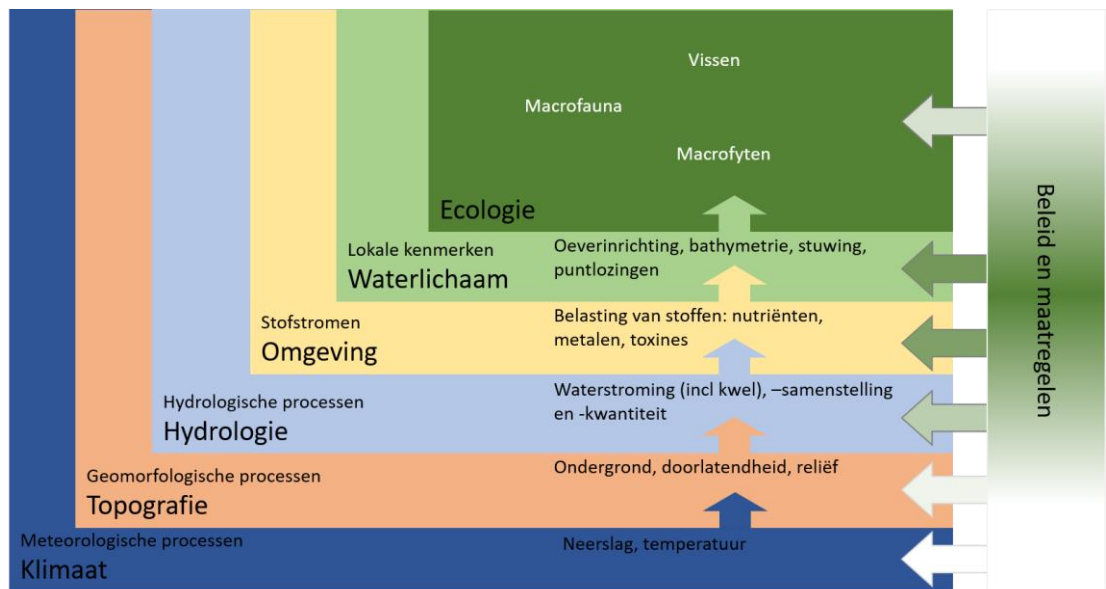 Vissen
Macrofauna
Macrofyten
Ecologie
Lokale kenmerken
Waterlichaam
Oeverinrichting, bathymetrie, stuwing,
puntlozingen
Stofstromen
Omgeving
Belasting van stoffen: nutriënten,
metalen, toxines
Hydrologische processen
Hydrologie
Waterstroming (incl kwel), –samenstelling
en -kwantiteit
Geomorfologische processen
Topografie
Ondergrond, doorlatendheid, reliëf
Meteorologische processen
Klimaat
Neerslag, temperatuur
Beleid en maatregelen